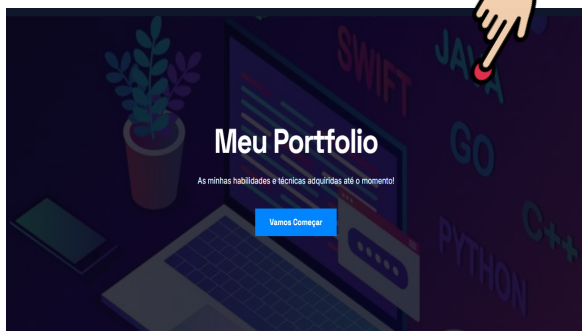 SWIFT
JAVA
GO
C++
PYTHON
Meu Portfolio
As minhas habilidades e técnicas adquiridas até o momento!
Vamos Começar